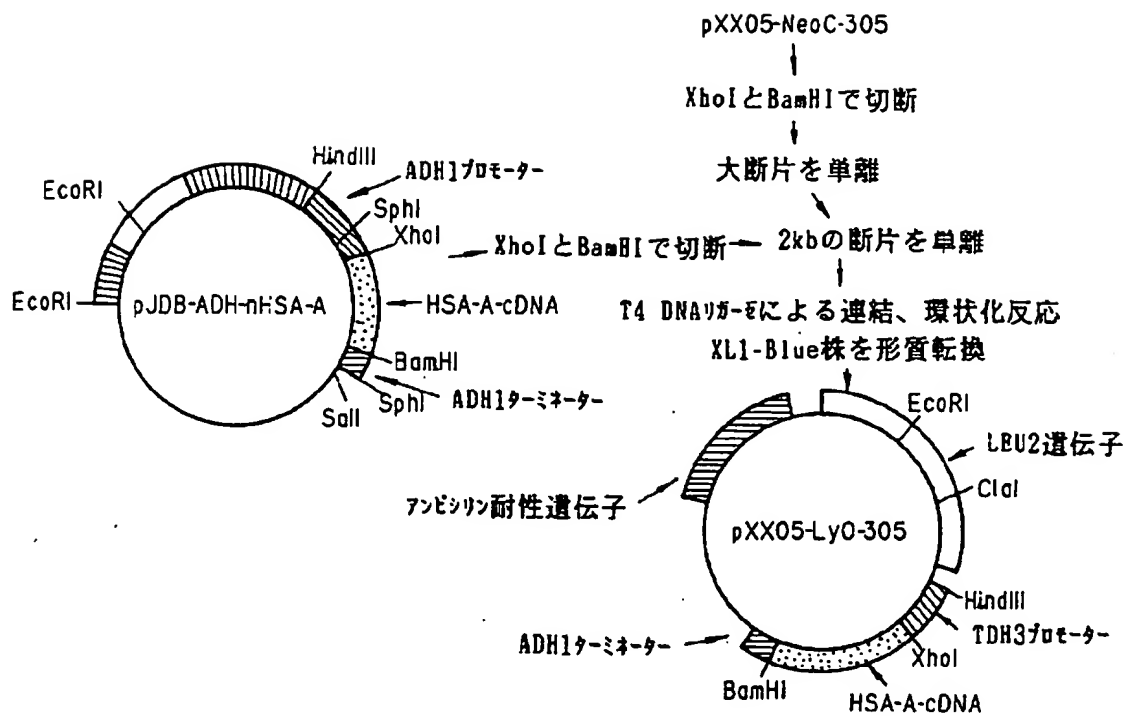 pXX05-NeoC-305
XhoIとBamHIで切断
大断片を単離
XhoIとBamHIで切断
2kbの断片を単離
T4 DNAリガーゼによる連結、環状化反応
XL1-Blue株を形質転換
EcoRI
EcoRI
HindIII
ADH1プロモーター
SphI
XhoI
pJDB-ADH-nHSA-A
HSA-A-cDNA
BamHI
SphI
ADH1ターミネーター
SalI
EcoRI
LEU2遺伝子
ClaI
アンピシリン耐性遺伝子
pXX05-LyO-305
HindIII
TDH3プロモーター
XhoI
ADH1ターミネーター
BamHI
HSA-A-cDNA